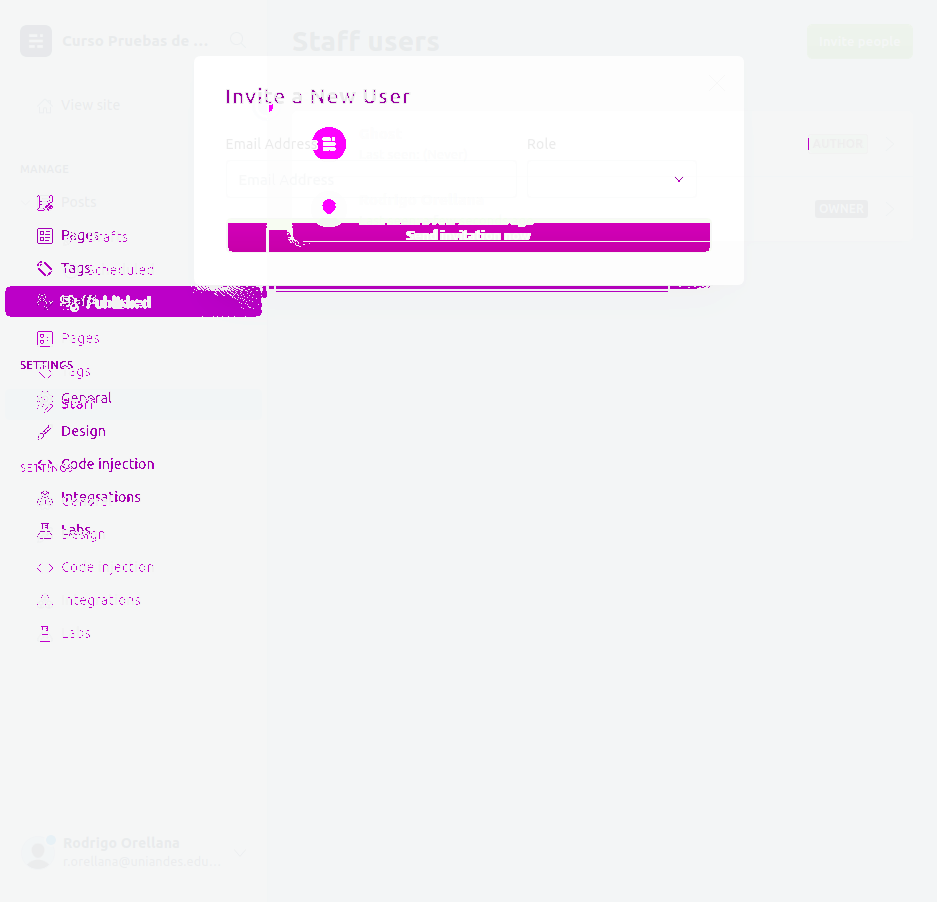 Curso Pruebas de ...
Staff users
Invite people
View site
Invite a New User
Email Address
Role
AUTHOR
MANAGE
Email Address
Posts
OWNER
Pages
Drafts
Send invitation now
Tags
Scheduled
Staff
Published
Pages
SETTINGS
Tags
General
Staff
Design
Code injection
SETTINGS
Integrations
General
Labs
Design
Code injection
Integrations
Labs
Rodrigo Orellana
r.orellana@uniandes.edu...